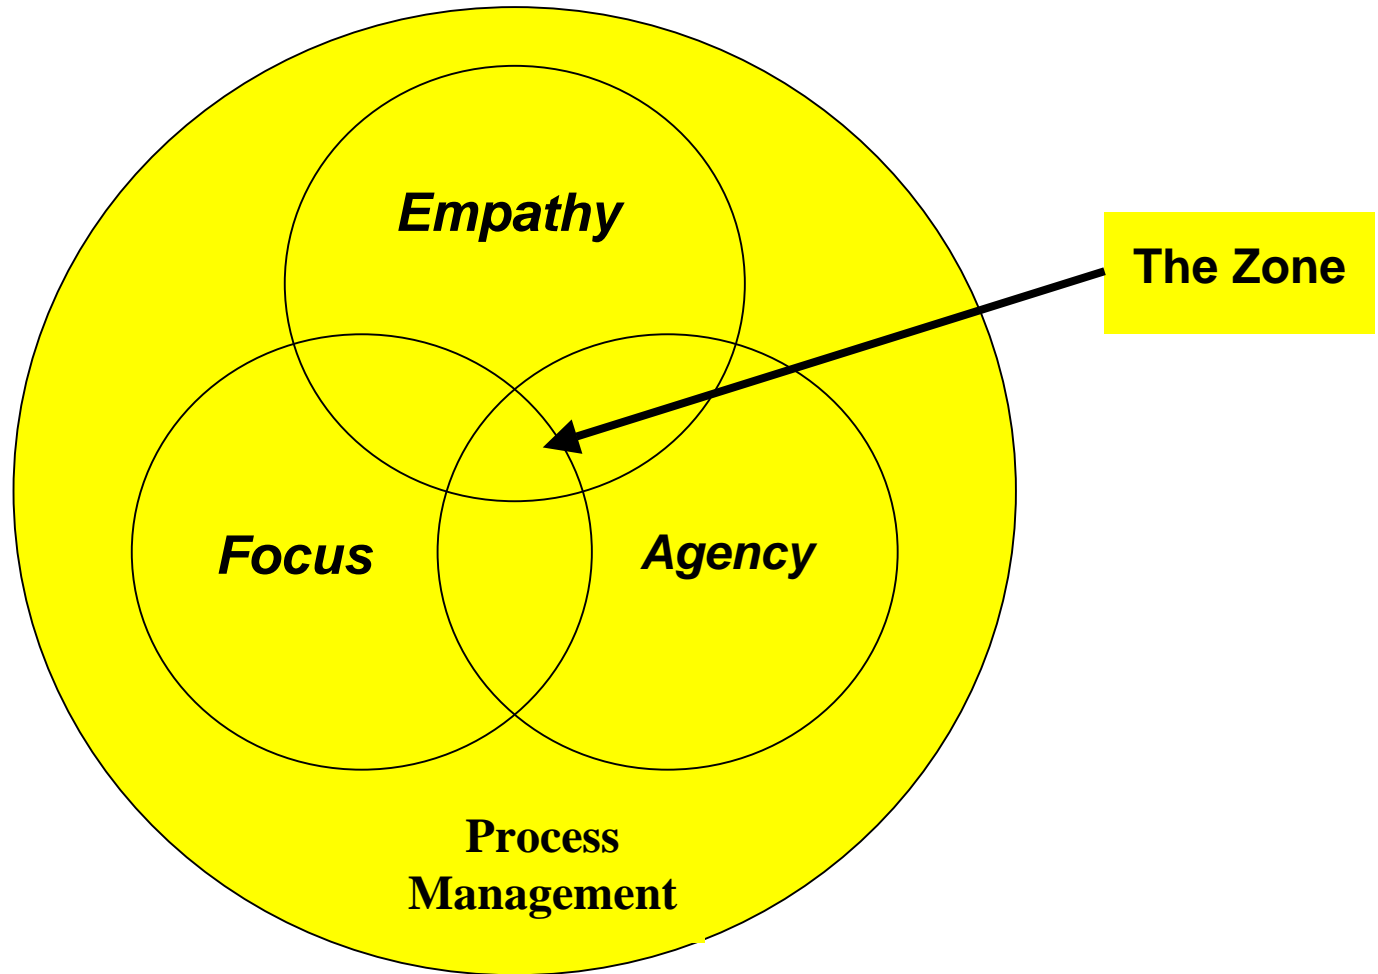 Empathy
The Zone
Focus
Agency
Process
Management